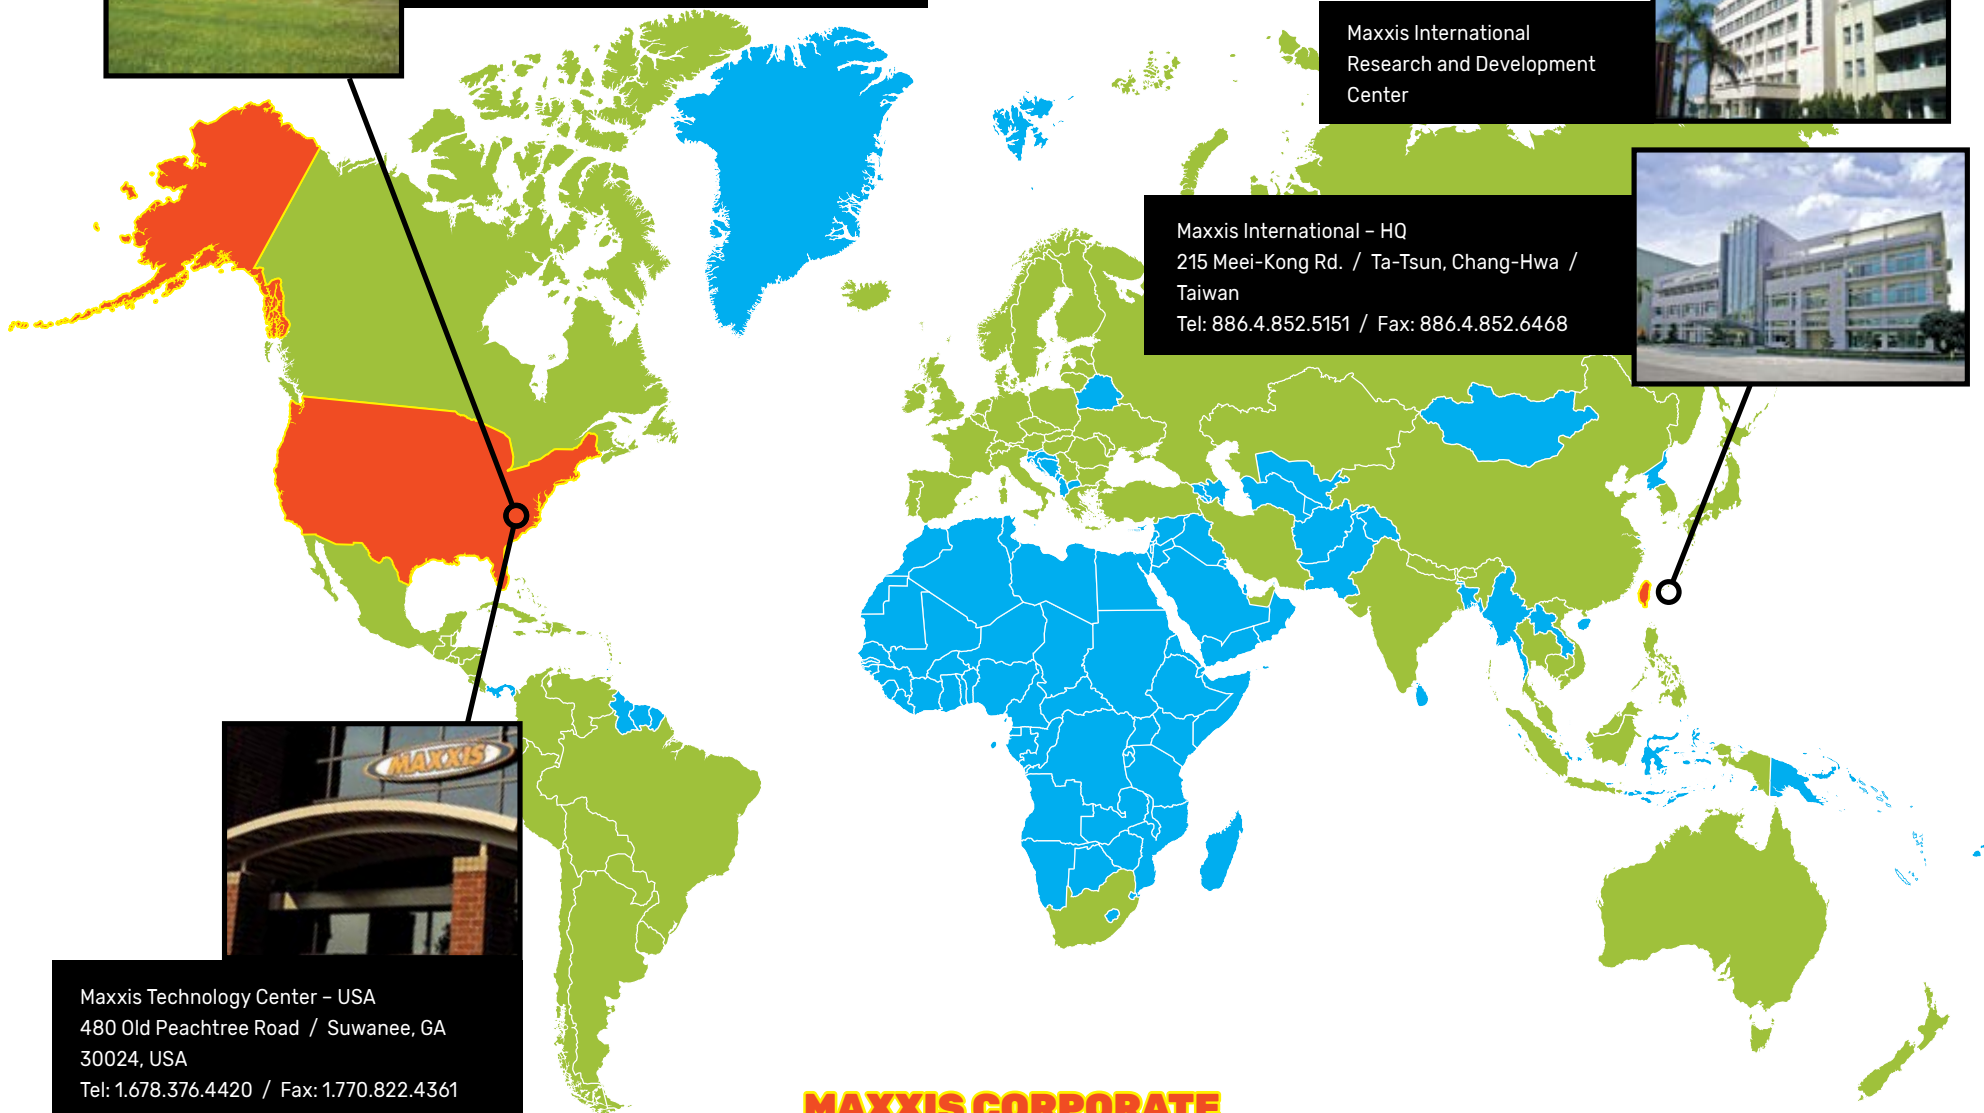 Maxxis International
Research and Development
Center
Maxxis International – HQ
215 Meei-Kong Rd. / Ta-Tsun, Chang-Hwa /
Taiwan
Tel: 886.4.852.5151 / Fax: 886.4.852.6468
MAXXIS
Maxxis Technology Center – USA
480 Old Peachtree Road / Suwanee, GA
30024, USA
Tel: 1.678.376.4420 / Fax: 1.770.822.4361
MAXXIS CORPORATE